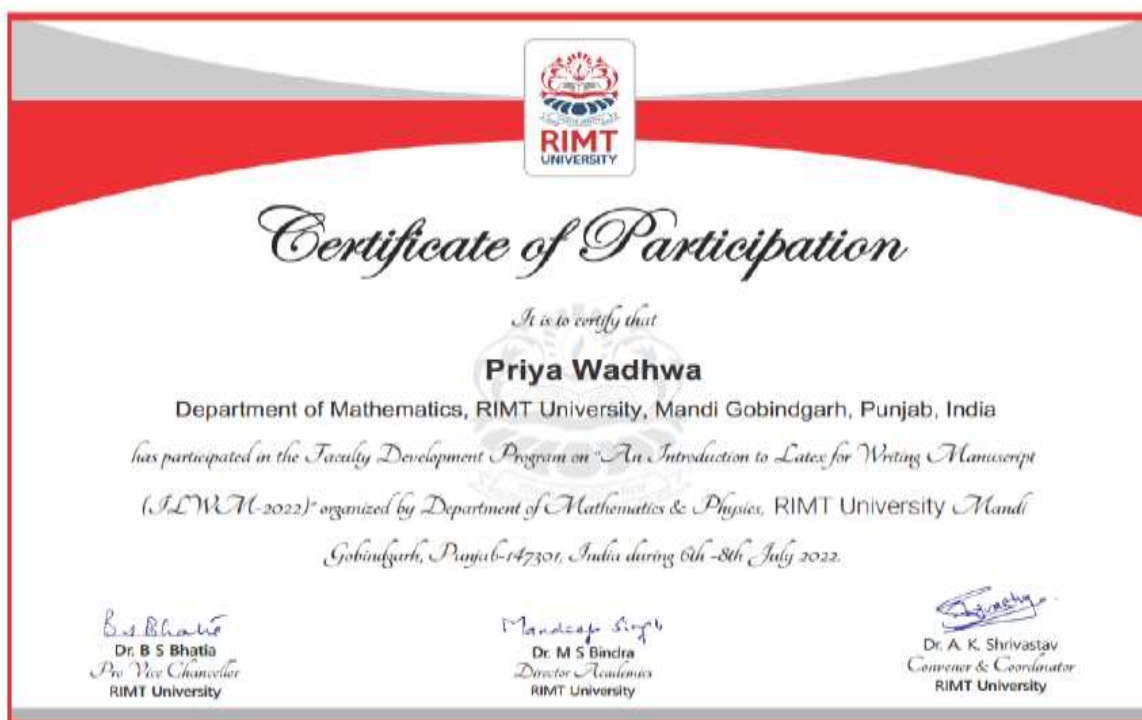 RIMT
UNIVERSITY
Certificate of Participation
It is to certify that
Priya Wadhwa
Department of Mathematics, RIMT University, Mandi Gobindgarh, Punjab, India
has participated in the Faculty Development Program on "An Introduction to Latex for Writing Manuscript
(ILWM-2022)" organized by Department of Mathematics & Physics, RIMT University Mandi
Gobindgarh, Punjab-147301, India during 6th -8th July 2022.
B S Bhatia
Mandeep Singh
Dr. B S Bhatia
Dr. M S Bindra
Dr. A. K. Shrivastav
Pro Vice Chancellor
Director Academics
Convener & Coordinator
RIMT University
RIMT University
RIMT University